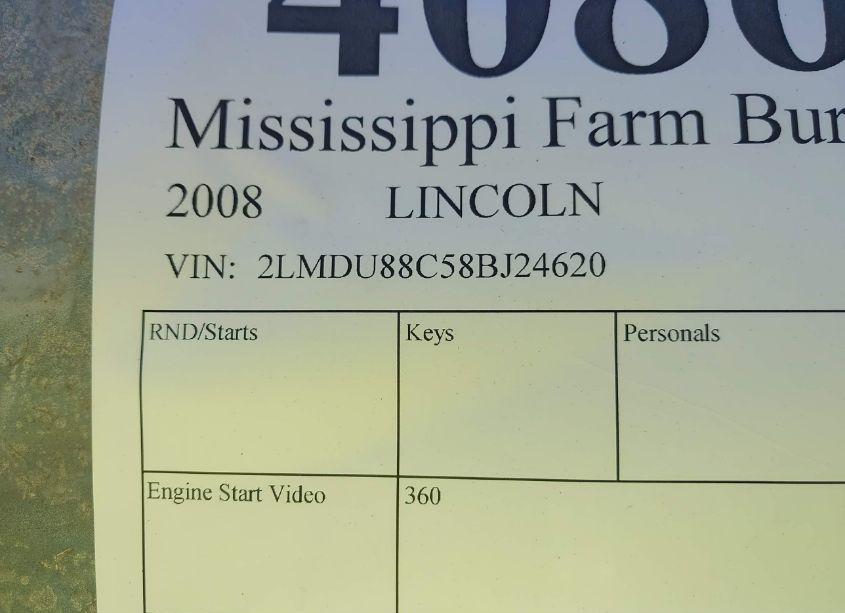 Mississippi Farm Bur
2008 LINCOLN
VIN: 2LMDU88C58BJ24620
RND/Starts Keys Personals
Engine Start Video 360